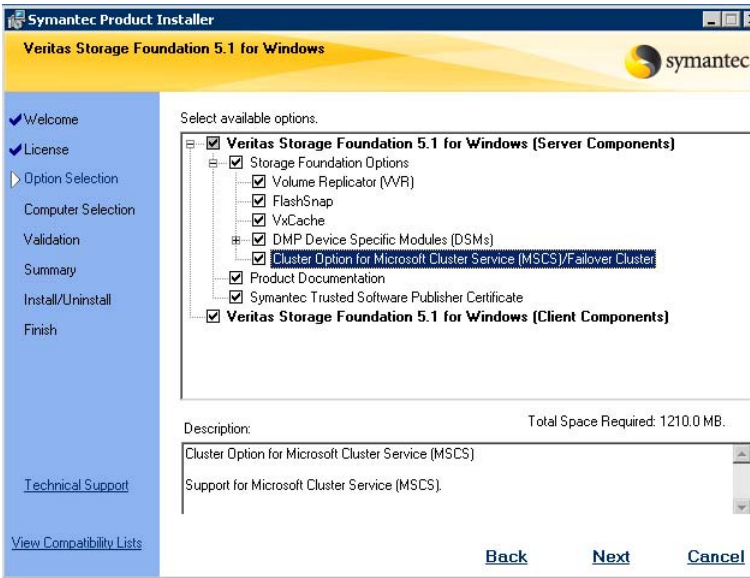 Symantec Product Installer
Veritas Storage Foundation 5.1 for Windows
symantec
Welcome
License
Option Selection
Computer Selection
Validation
Summary
Install/Uninstall
Finish
Technical Support
View Compatibility Lists
Select available options.
Veritas Storage Foundation 5.1 for Windows (Server Components)
Storage Foundation Options
Volume Replicator (VVR)
FlashSnap
VxCache
DMP Device Specific Modules (DSMs)
Cluster Option for Microsoft Cluster Service (MSCS)/Failover Cluster
Product Documentation
Symantec Trusted Software Publisher Certificate
Veritas Storage Foundation 5.1 for Windows (Client Components)
Total Space Required: 1210.0 MB.
Description:
Cluster Option for Microsoft Cluster Service (MSCS)
Support for Microsoft Cluster Service (MSCS).
Back Next Cancel